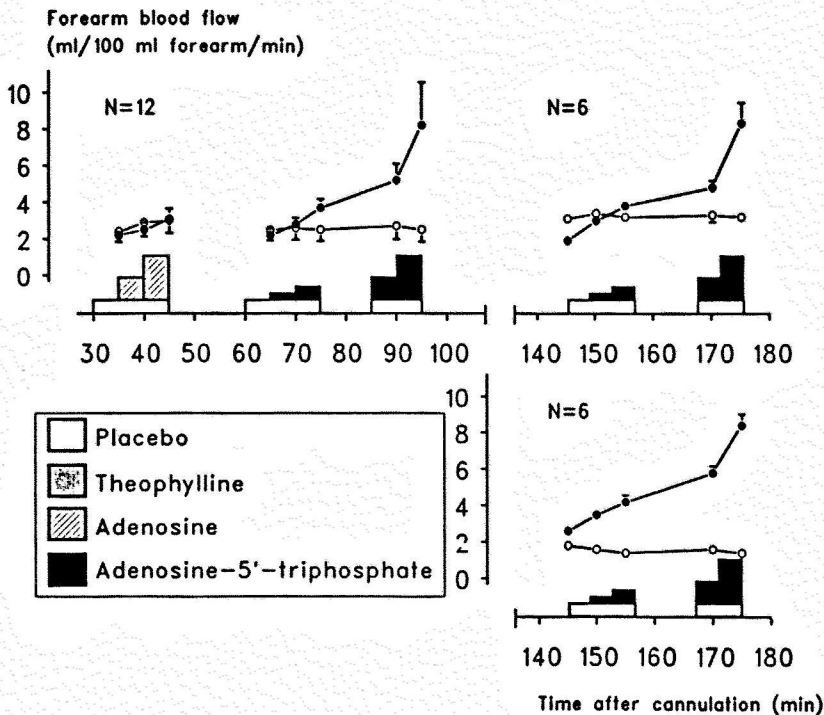 Forearm blood flow
(ml/100 ml forearm/min)
10
8
6
4
2
0
N=12
30 40 50 60 70 80 90 100
N=6
140 150 160 170 180
10
8
6
4
2
0
N=6
140 150 160 170 180
Placebo
Theophylline
Adenosine
Adenosine-5'-triphosphate
Time after cannulation (min)